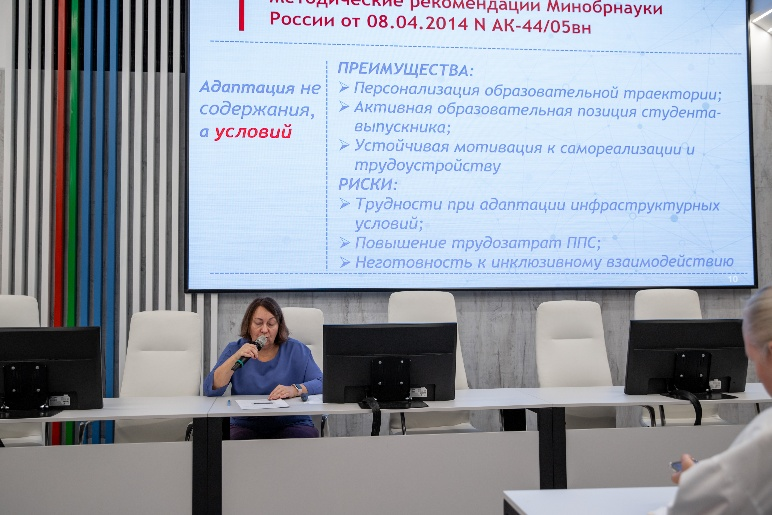 методические рекомендации Минобрнауки
России от 08.04.2014 N АК-44/05вн
Адаптация не
содержания,
а условий
ПРЕИМУЩЕСТВА:
➢ Персонализация образовательной траектории;
➢ Активная образовательная позиция студента-
выпускника;
➢ Устойчивая мотивация к самореализации и
трудоустройству
РИСКИ:
➢ Трудности при адаптации инфраструктурных
условий;
➢ Повышение трудозатрат ППС;
➢ Неготовность к инклюзивному взаимодействию
10